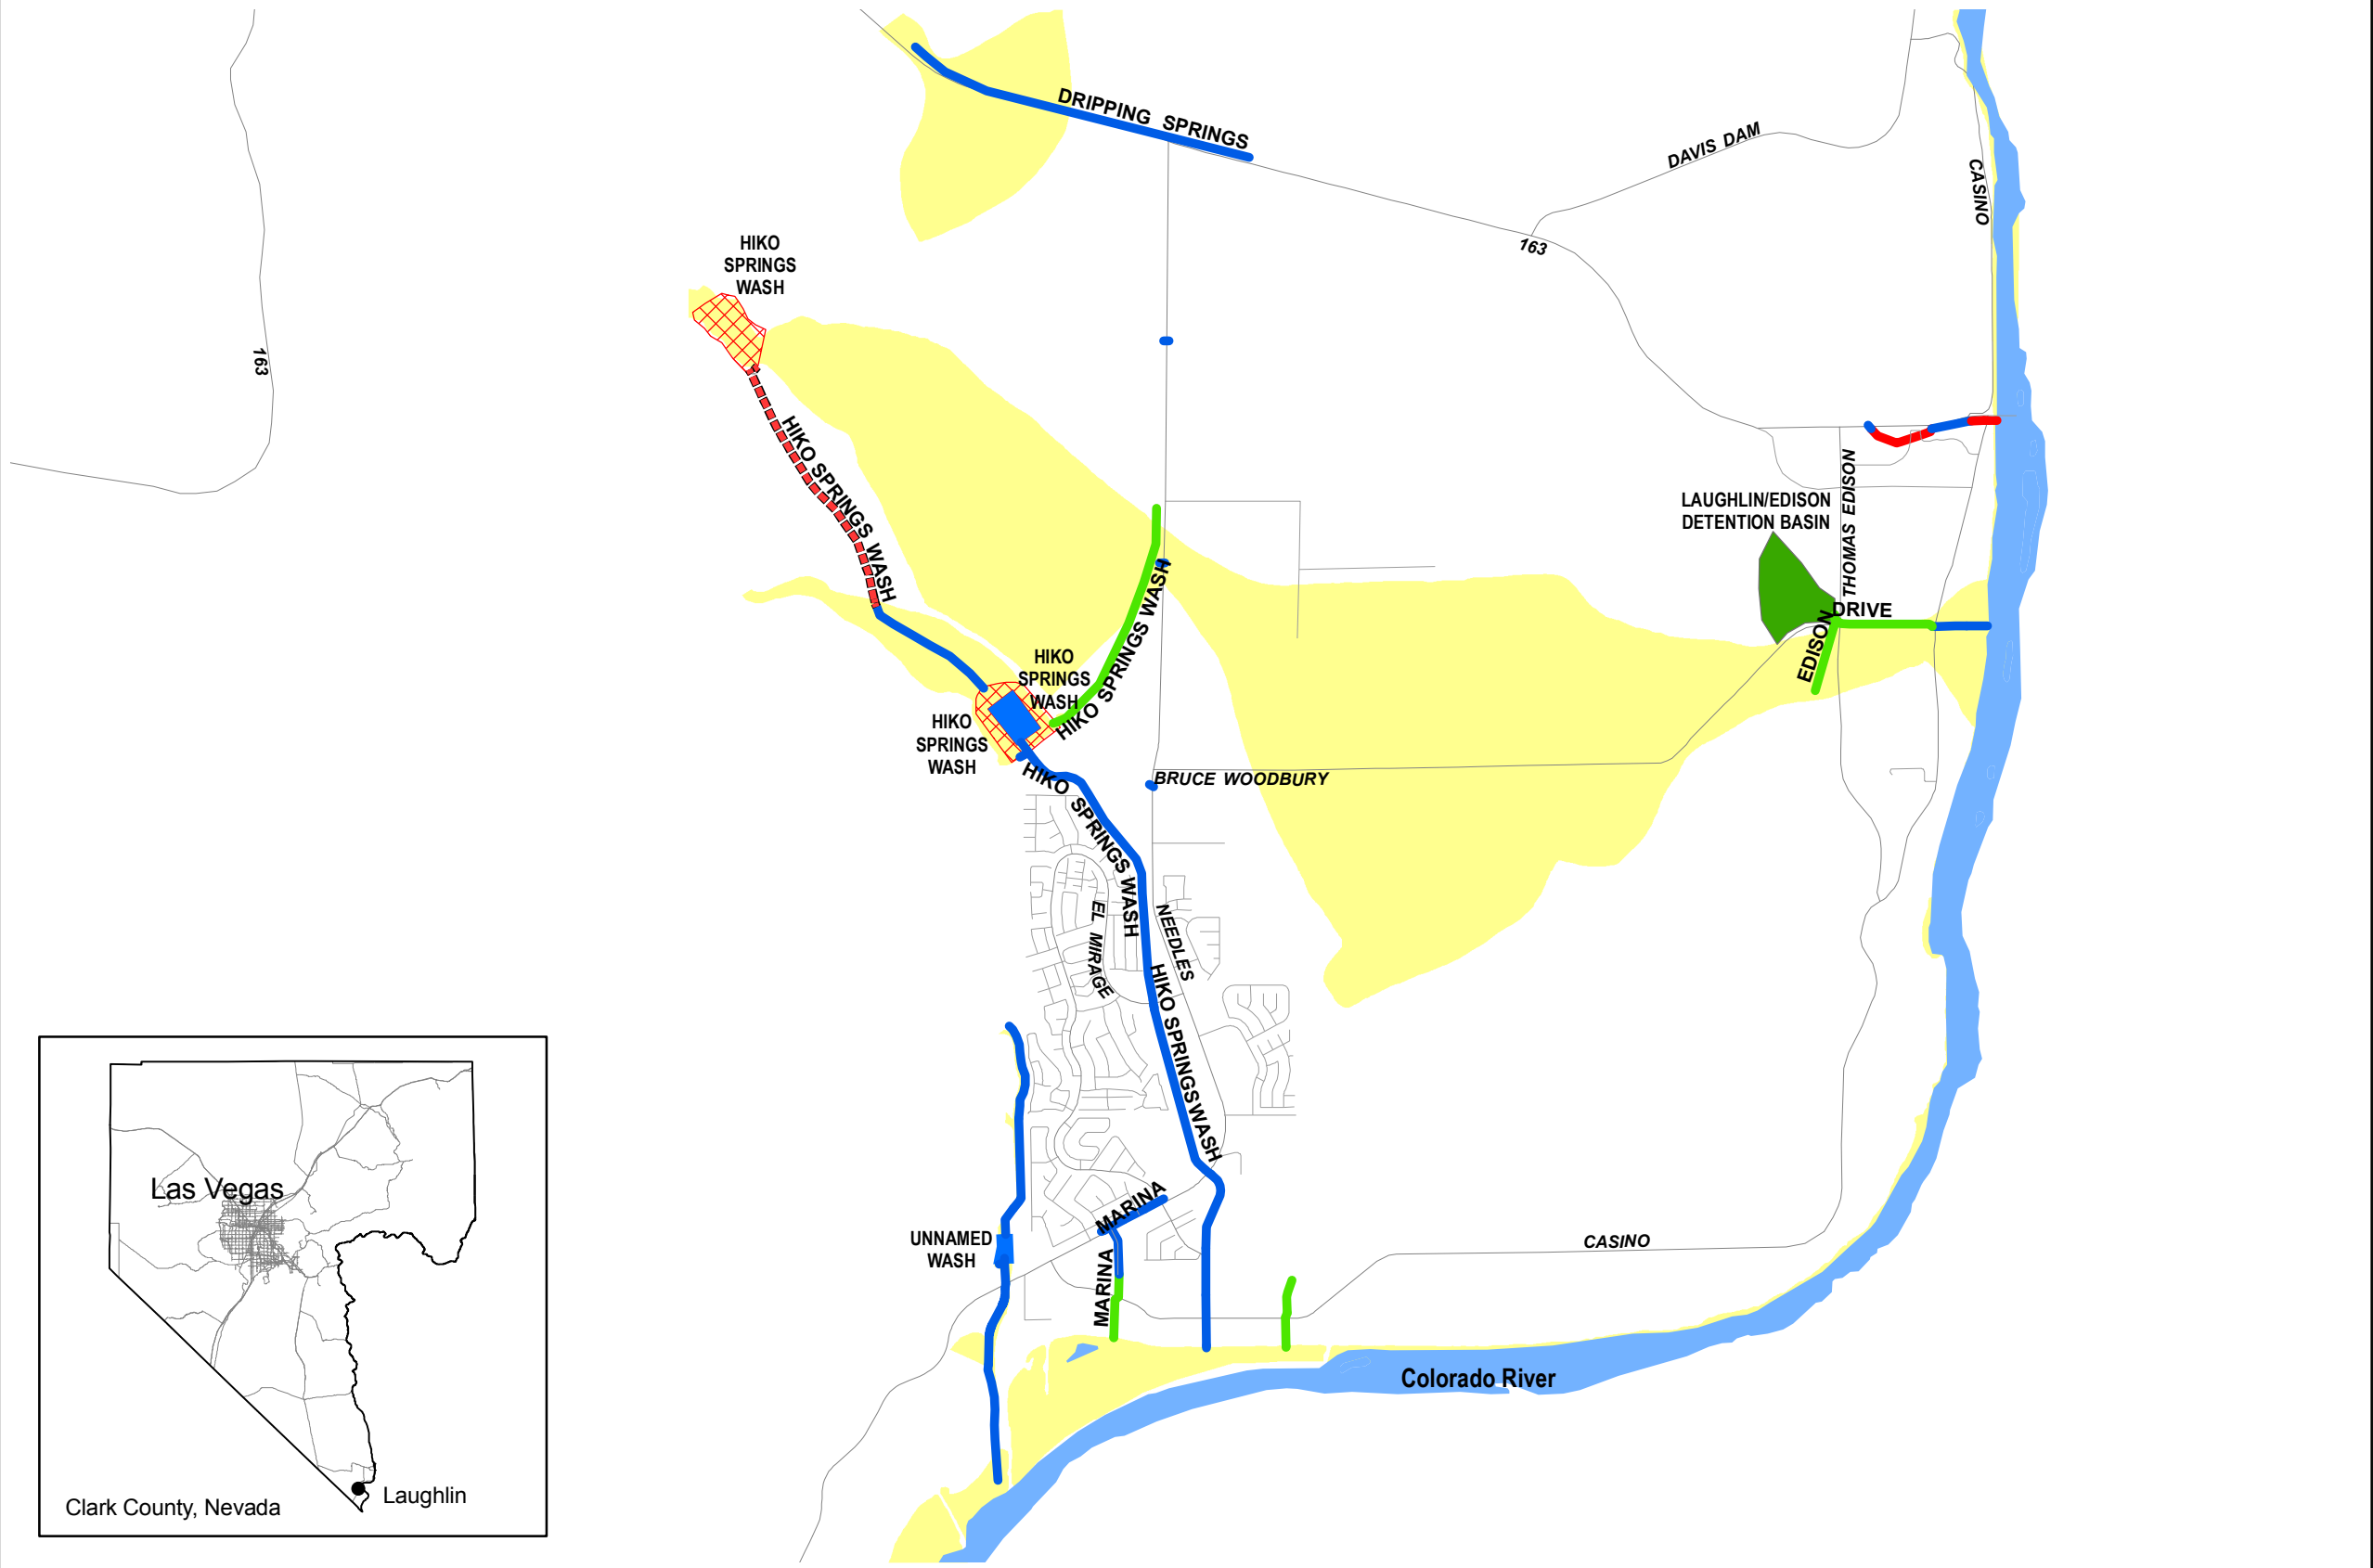 DRIPPING SPRINGS
DAVIS DAM
CASINO
163
HIKO
SPRINGS
WASH
163
HIKO SPRINGS WASH
THOMAS EDISON
LAUGHLIN/EDISON
DETENTION BASIN
DRIVE
EDISON
HIKO SPRINGS WASH
HIKO
SPRINGS
WASH
HIKO
SPRINGS
WASH
BRUCE WOODBURY
HIKO SPRINGS WASH
EL MIRAGE
NEEDLES
HIKO SPRINGS WASH
MARINA
UNNAMED
WASH
MARINA
CASINO
Colorado River
Las Vegas
Laughlin
Clark County, Nevada